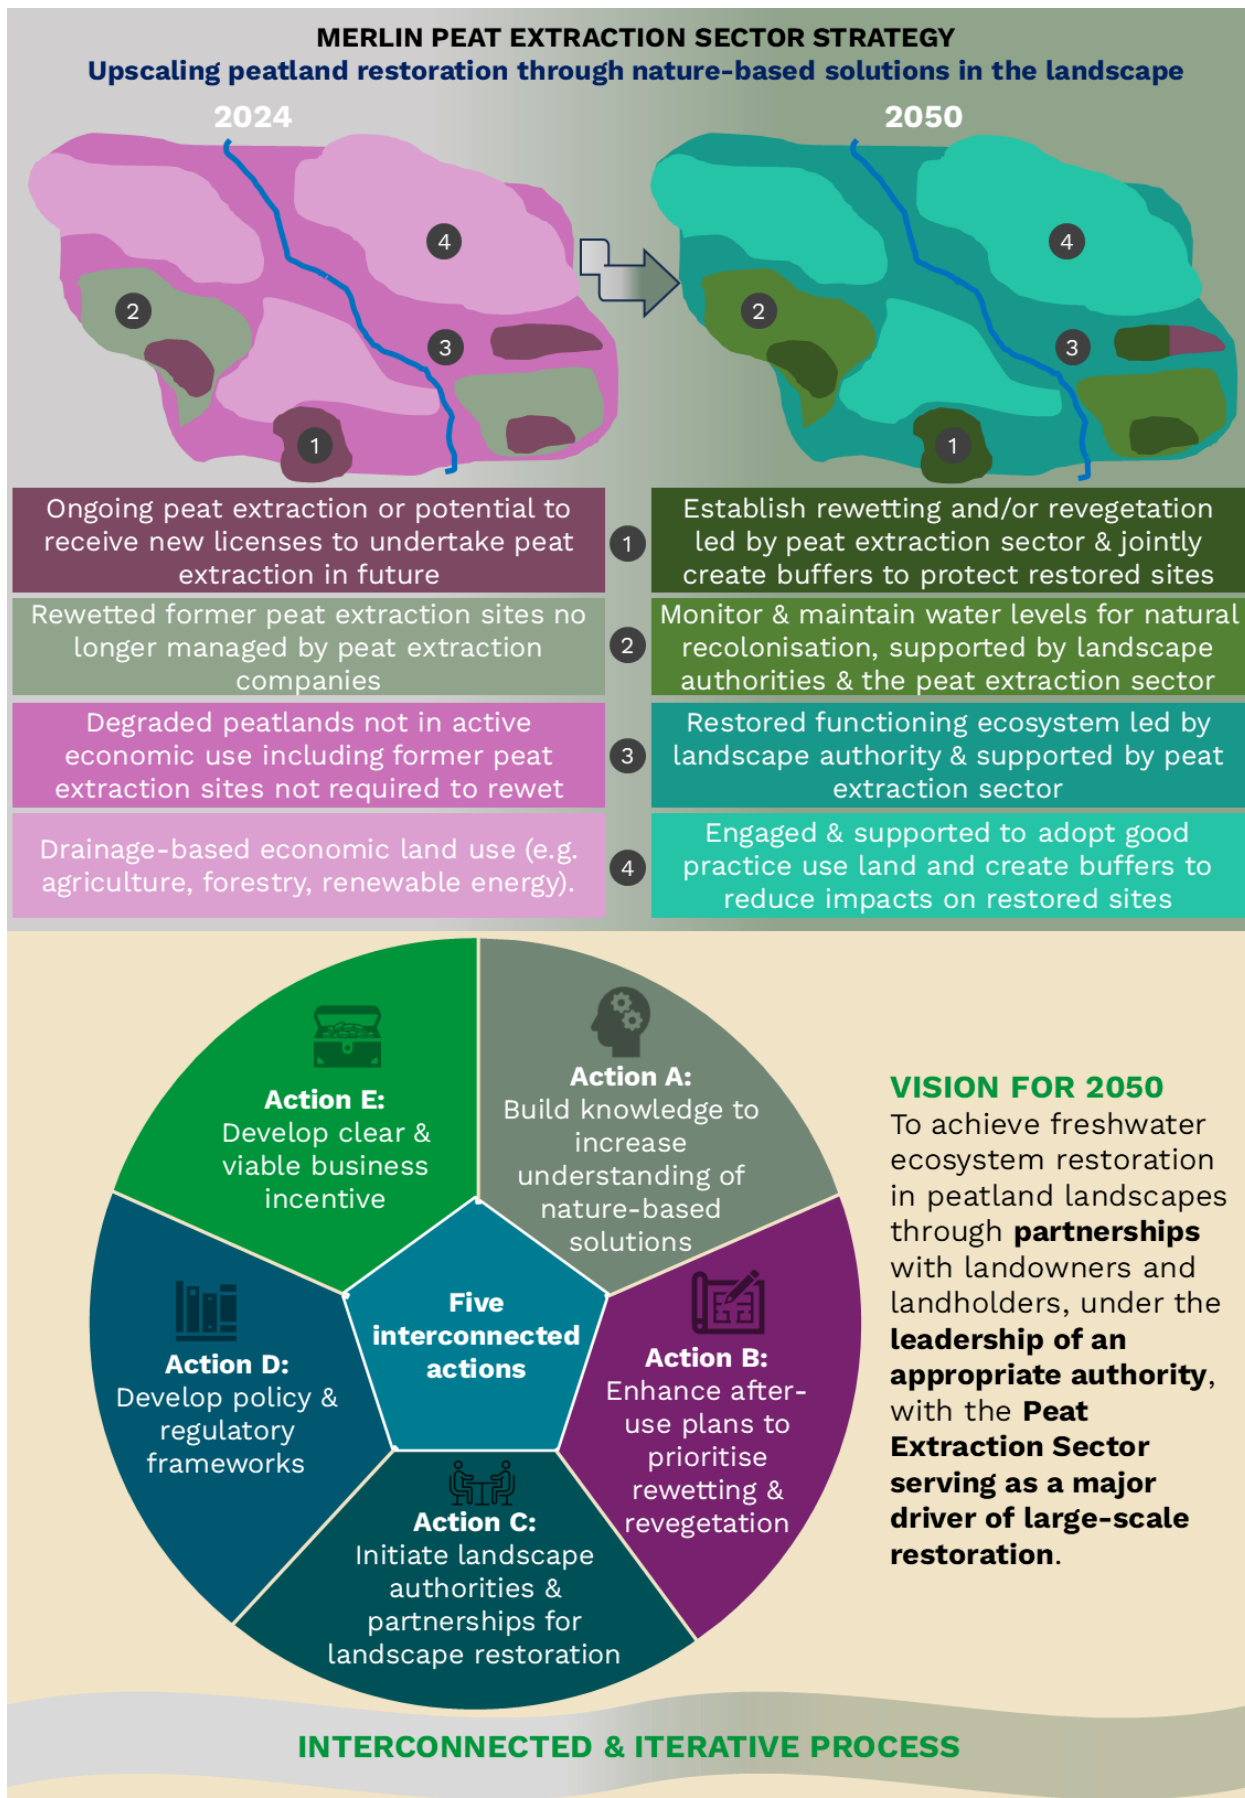 MERLIN PEAT EXTRACTION SECTOR STRATEGY
Upscaling peatland restoration through nature-based solutions in the landscape
2024
2050
4
2
3
1
4
2
3
1
Ongoing peat extraction or potential to
receive new licenses to undertake peat
extraction in future
1
Establish rewetting and/or revegetation
led by peat extraction sector & jointly
create buffers to protect restored sites
Rewetted former peat extraction sites no
longer managed by peat extraction
companies
2
Monitor & maintain water levels for natural
recolonisation, supported by landscape
authorities & the peat extraction sector
Degraded peatlands not in active
economic use including former peat
extraction sites not required to rewet
3
Restored functioning ecosystem led by
landscape authority & supported by peat
extraction sector
Drainage-based economic land use (e.g.
agriculture, forestry, renewable energy).
4
Engaged & supported to adopt good
practice use land and create buffers to
reduce impacts on restored sites
Action A:
Build knowledge to
increase
understanding of
nature-based
solutions
Action B:
Enhance after-
use plans to
prioritise
rewetting &
revegetation
Action C:
Initiate landscape
authorities &
partnerships for
landscape restoration
Action D:
Develop policy &
regulatory
frameworks
Action E:
Develop clear &
viable business
incentive
Five
interconnected
actions
VISION FOR 2050
To achieve freshwater
ecosystem restoration
in peatland landscapes
through partnerships
with landowners and
landholders, under the
leadership of an
appropriate authority,
with the Peat
Extraction Sector
serving as a major
driver of large-scale
restoration.
INTERCONNECTED & ITERATIVE PROCESS